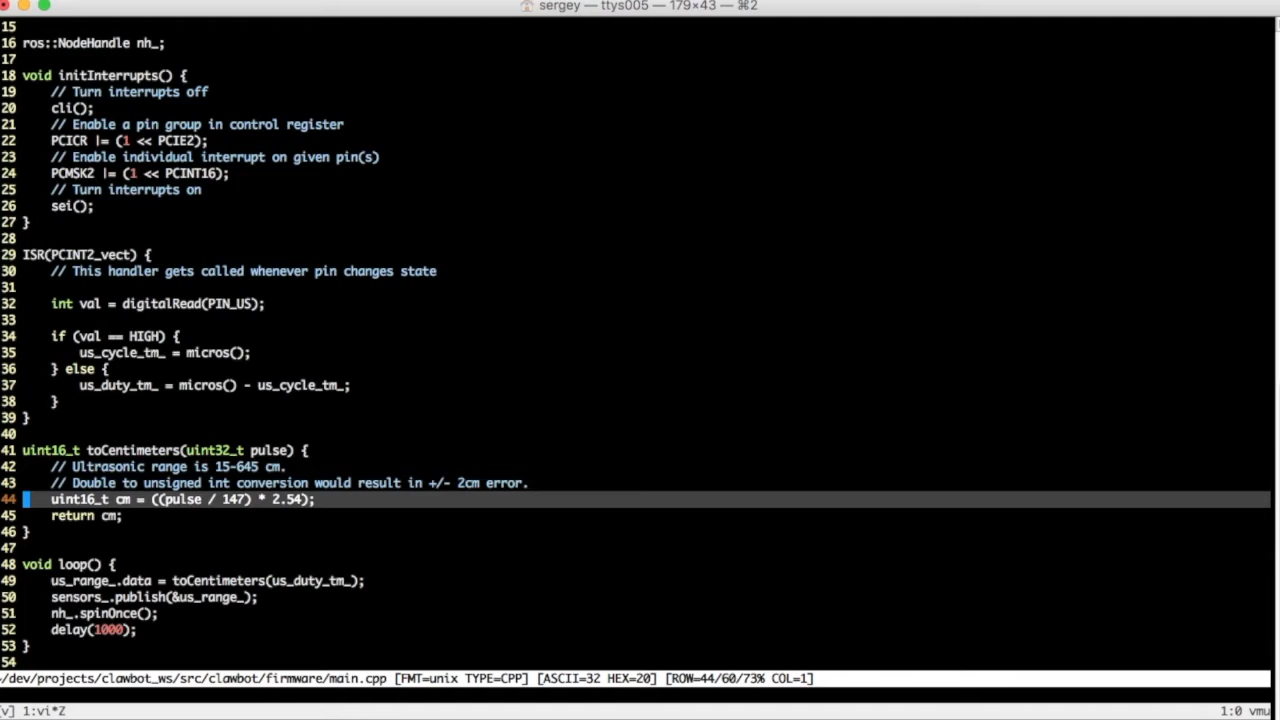 sergey — ttys005 — 179×43 — ⌘2
15
16 ros::NodeHandle nh_;
17
18 void initInterrupts() {
19     // Turn interrupts off
20     cli();
21     // Enable a pin group in control register
22     PCICR |= (1 << PCIE2);
23     // Enable individual interrupt on given pin(s)
24     PCMSK2 |= (1 << PCINT16);
25     // Turn interrupts on
26     sei();
27 }
28
29 ISR(PCINT2_vect) {
30     // This handler gets called whenever pin changes state
31
32     int val = digitalRead(PIN_US);
33
34     if (val == HIGH) {
35         us_cycle_tm_ = micros();
36     } else {
37         us_duty_tm_ = micros() - us_cycle_tm_;
38     }
39 }
40
41 uint16_t toCentimeters(uint32_t pulse) {
42     // Ultrasonic range is 15-645 cm.
43     // Double to unsigned int conversion would result in +/- 2cm error.
44     uint16_t cm = ((pulse / 147) * 2.54);
45     return cm;
46 }
47
48 void loop() {
49     us_range_.data = toCentimeters(us_duty_tm_);
50     sensors_.publish(&us_range_);
51     nh_.spinOnce();
52     delay(1000);
53 }
54
~/dev/projects/clawbot_ws/src/clawbot/firmware/main.cpp [FMT=unix TYPE=CPP] [ASCII=32 HEX=20] [ROW=44/60/73% COL=1]
[v] 1:vi*Z 1:0 vmu